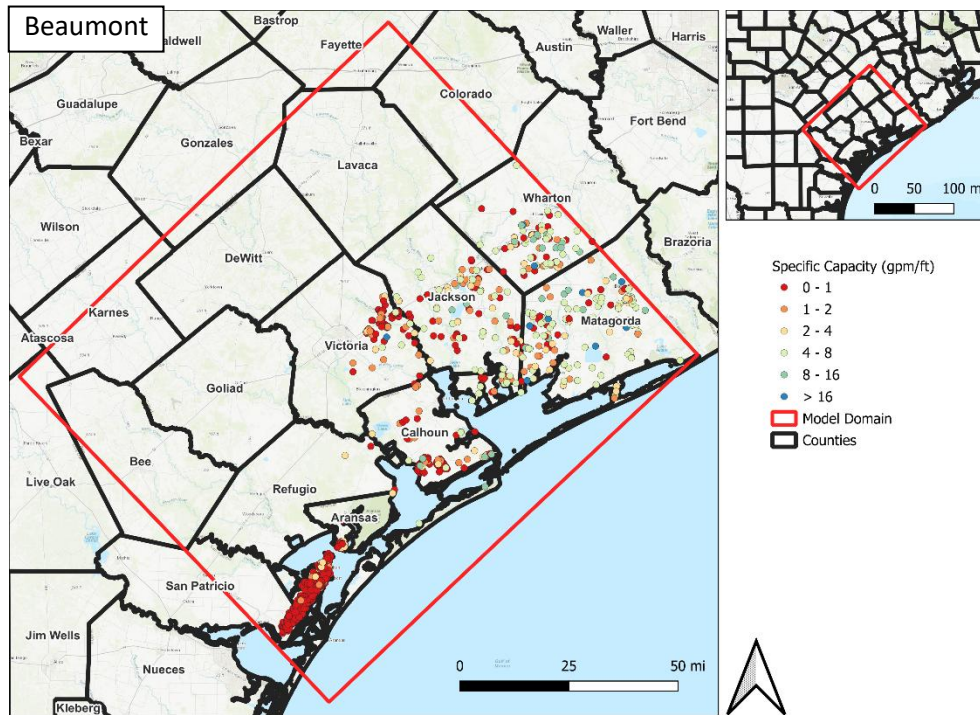 Beaumont
Bastrop
aldwell
Fayette
Waller
Harris
Austin
Colorado
Guadalupe
Fort Bend
Bexar
Gonzales
Lavaca
Wharton
Wilson
Brazoria
DeWitt
Karnes
Jackson
Matagorda
Atascosa
Victoria
Goliad
Calhoun
Bee
Live Oak
Refugio
Aransas
San Patricio
Jim Wells
Nueces
Kleberg
0 25 50 mi
0 50 100 m
Specific Capacity (gpm/ft)
0 - 1
1 - 2
2 - 4
4 - 8
8 - 16
> 16
Model Domain
Counties